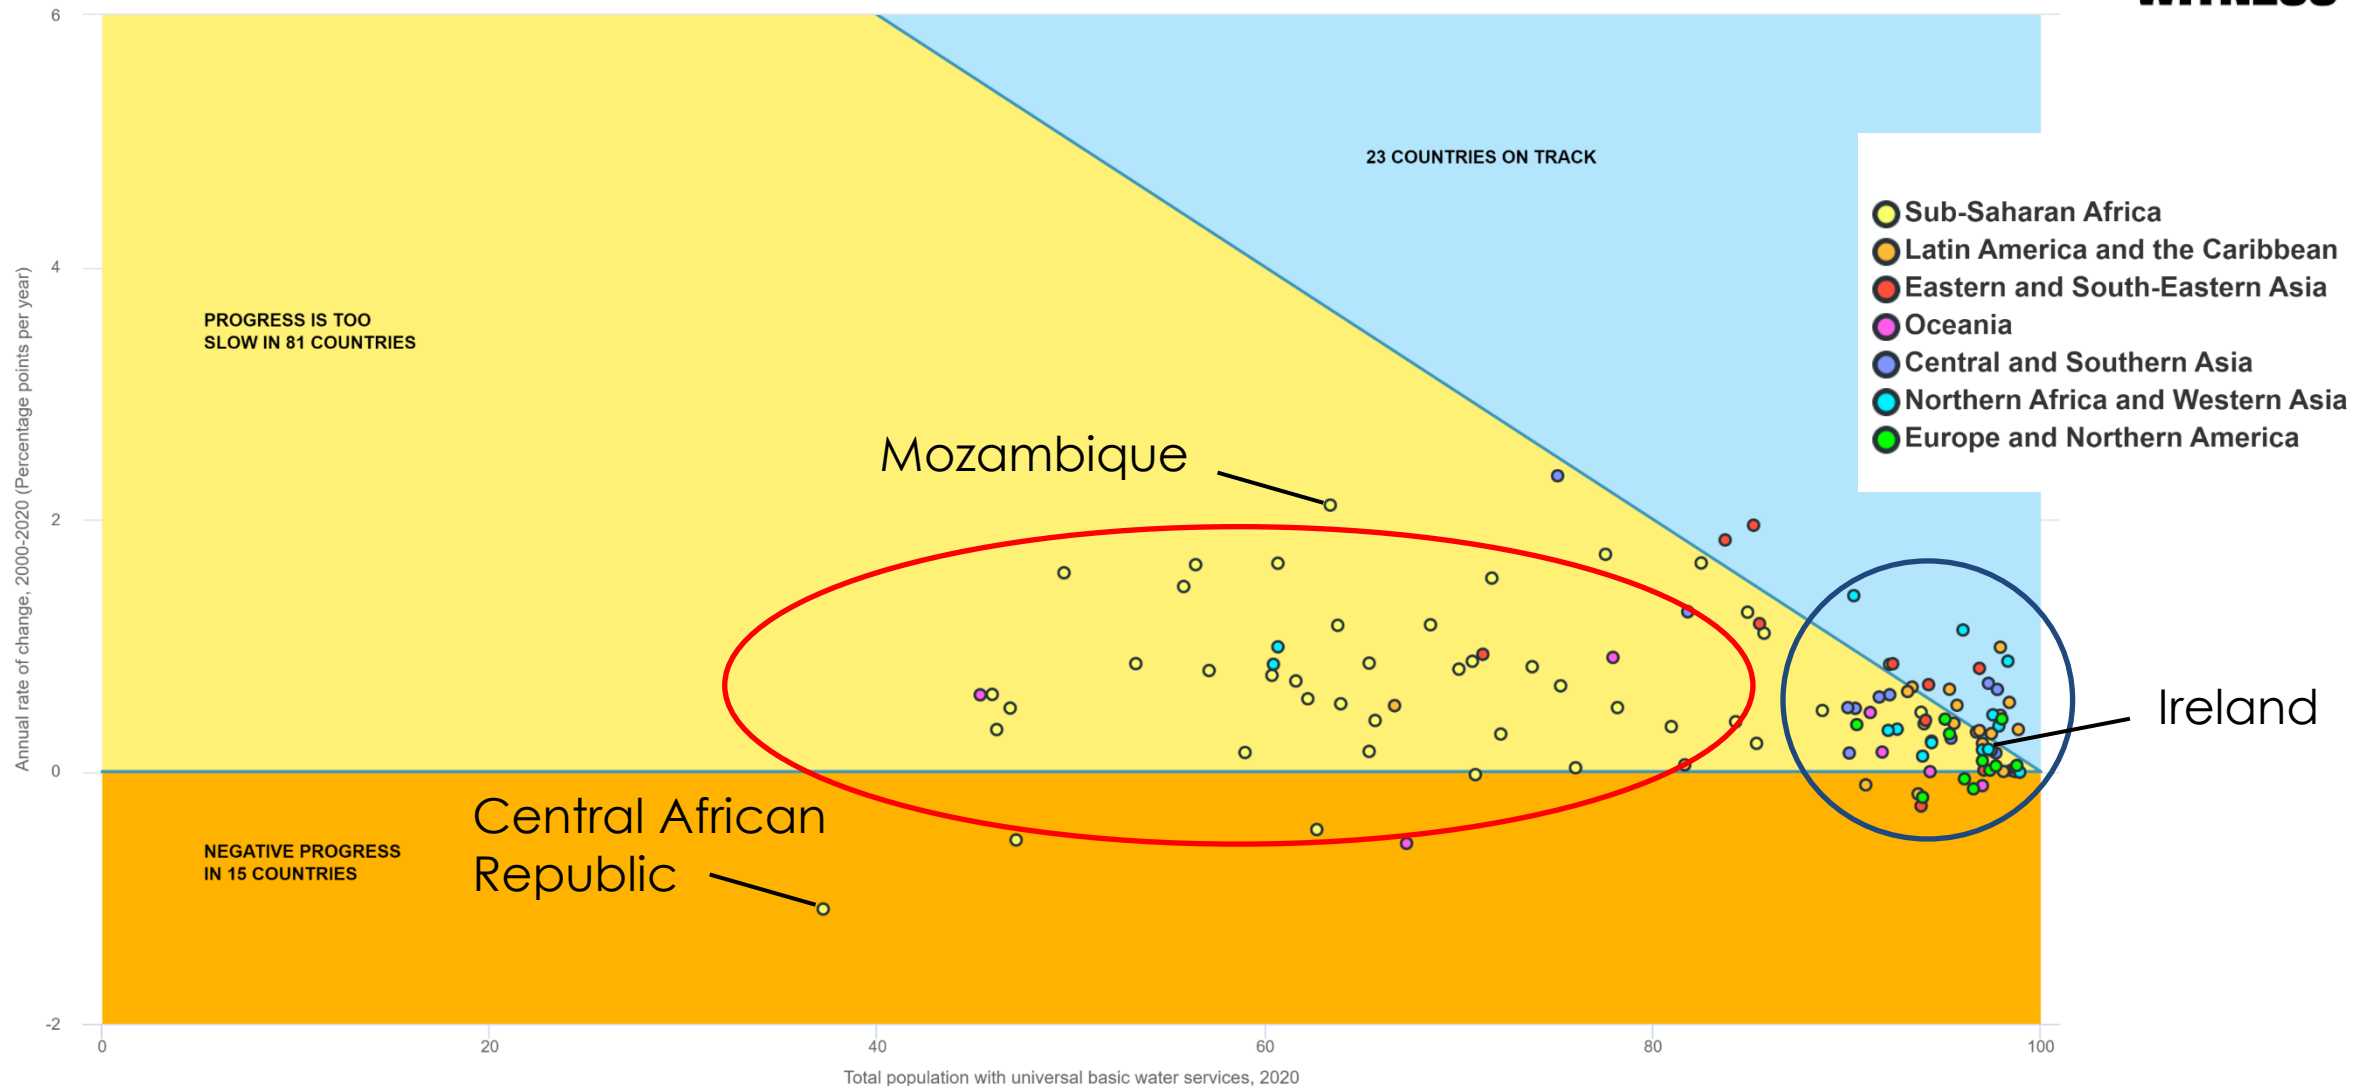 WITNESS
6
4
2
0
-2
Annual rate of change, 2000-2020 (Percentage points per year)
23 COUNTRIES ON TRACK
PROGRESS IS TOO
SLOW IN 81 COUNTRIES
Sub-Saharan Africa
Latin America and the Caribbean
Eastern and South-Eastern Asia
Oceania
Central and Southern Asia
Northern Africa and Western Asia
Europe and Northern America
Mozambique
Ireland
Central African
Republic
NEGATIVE PROGRESS
IN 15 COUNTRIES
0
20
40
60
80
100
Total population with universal basic water services, 2020